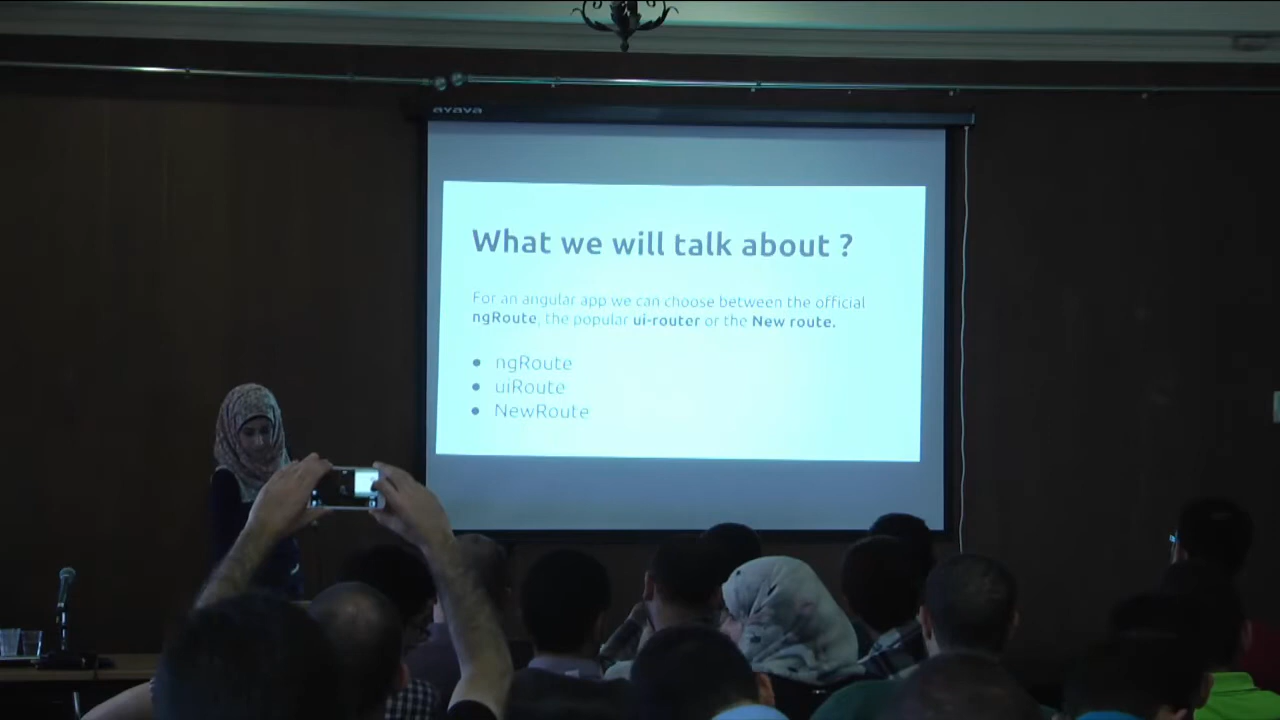 AVAYA
What we will talk about ?
For an angular app we can choose between the official
ngRoute, the popular ui-router or the New route.
ngRoute
uiRoute
NewRoute